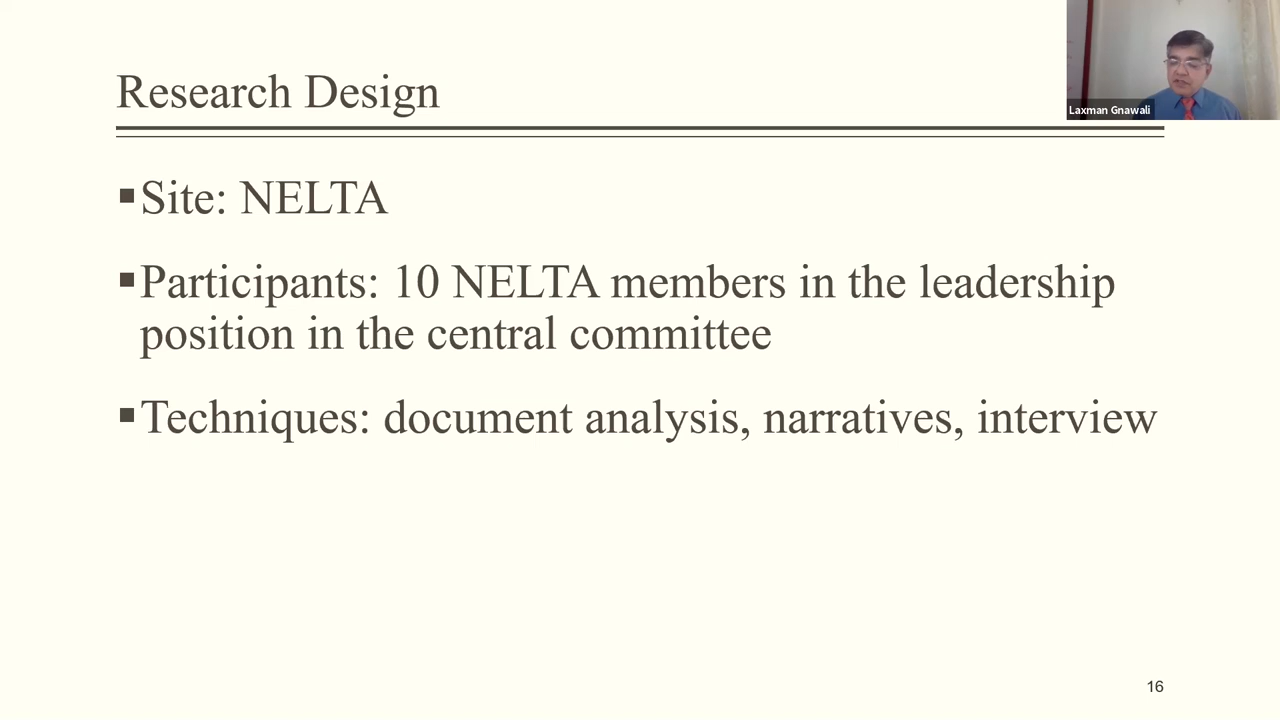 Research Design
Laxman Gnawali
▪Site: NELTA
▪Participants: 10 NELTA members in the leadership
position in the central committee
▪Techniques: document analysis, narratives, interview
16